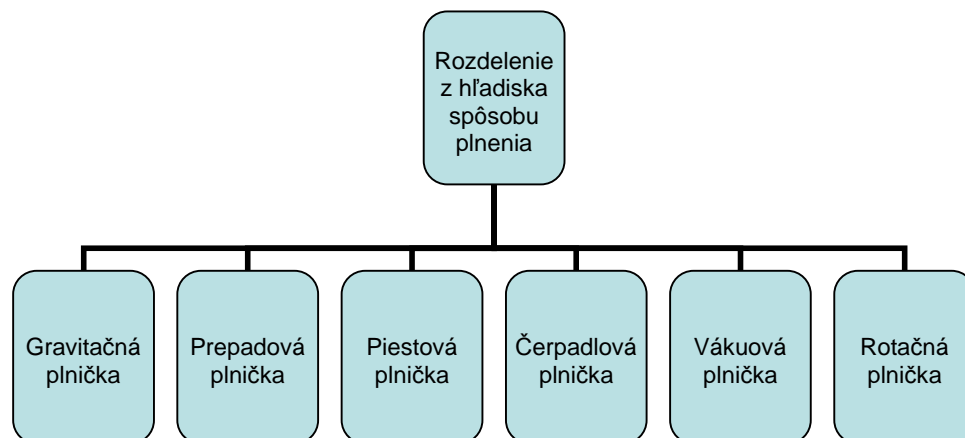 Rozdelenie
z hľadiska
spôsobu
plnenia
Gravitačná
plnička
Prepadová
plnička
Piestová
plnička
Čerpadlová
plnička
Vákuová
plnička
Rotačná
plnička